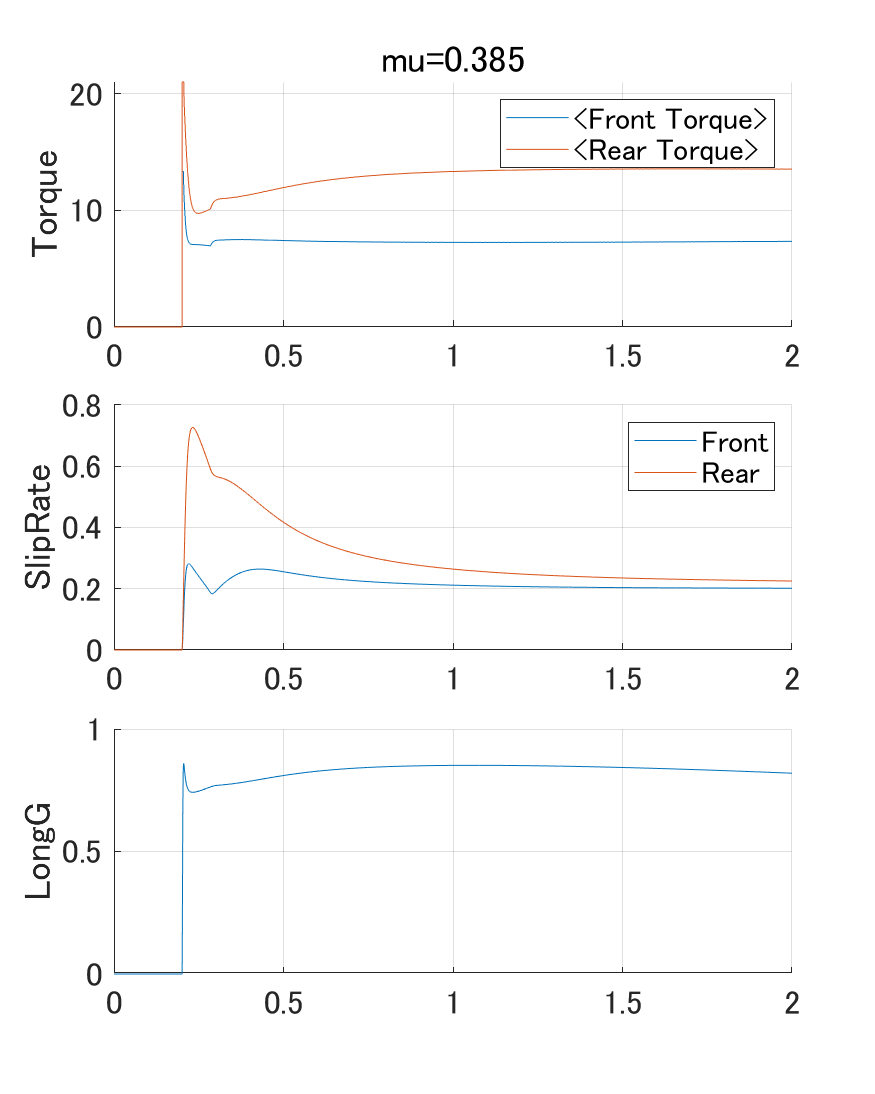 mu=0.385
Torque
20
10
0
<Front Torque>
<Rear Torque>
0 0.5 1 1.5 2
SlipRate
0.8
0.6
0.4
0.2
0
Front
Rear
0 0.5 1 1.5 2
LongG
1
0.5
0
0 0.5 1 1.5 2